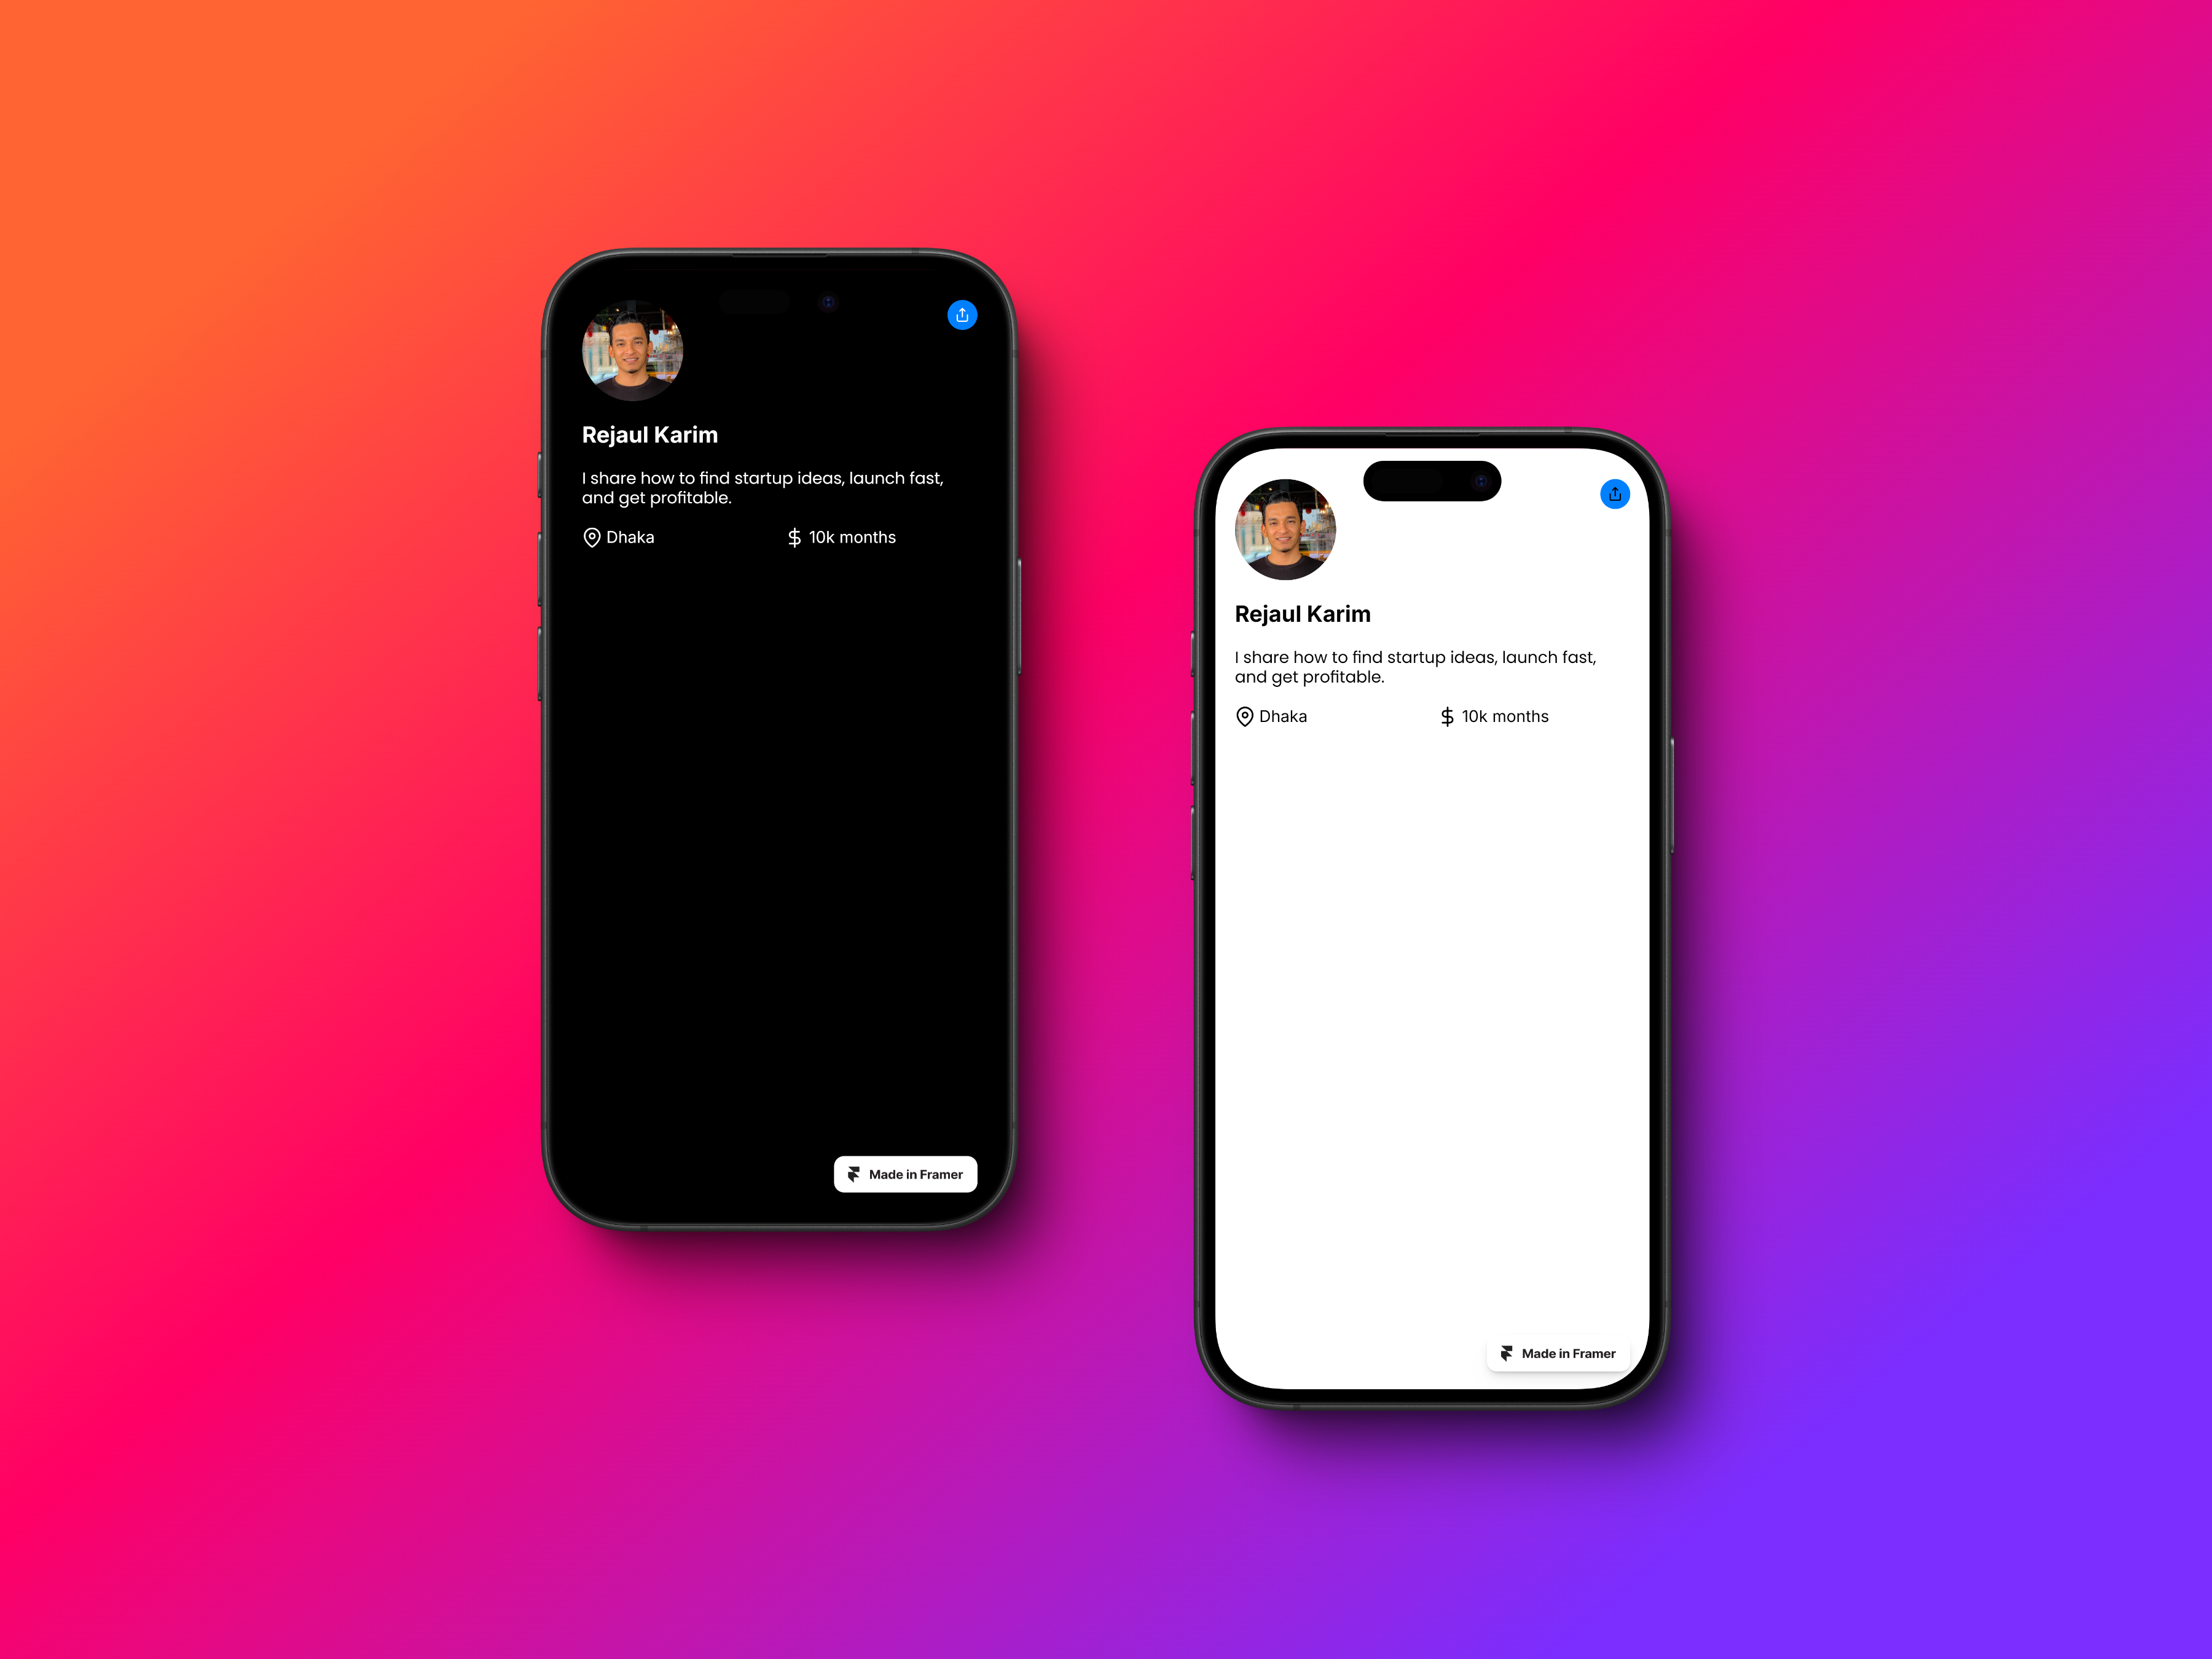 Rejaul Karim
I share how to find startup ideas, launch fast,
and get profitable.
Dhaka
$ 10k months
Made in Framer
Rejaul Karim
I share how to find startup ideas, launch fast,
and get profitable.
Dhaka
$ 10k months
Made in Framer